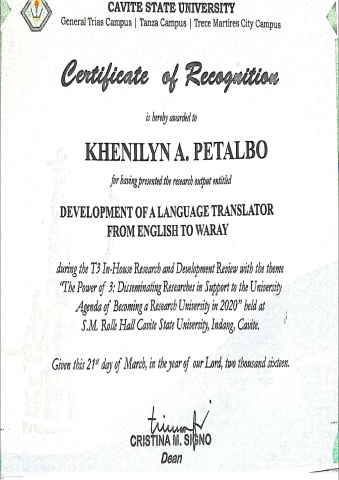 CAVITE STATE UNIVERSITY
General Trias Campus | Tanza Campus | Trece Martires City Campus
Certificate of Recognition
is hereby awarded to
KHENILYN A. PETALBO
for having presented the research output entitled
DEVELOPMENT OF A LANGUAGE TRANSLATOR
FROM ENGLISH TO WARAY
during the T3 In-House Research and Development Review with the theme
"The Power of 3: Disseminating Researches in Support to the University
Agenda of Becoming a Research University in 2020" held at
S.M. Rolle Hall Cavite State University, Indang, Cavite.
Given this 21st day of March, in the year of our Lord, two thousand sixteen.
CRISTINA M. SIGNO
Dean